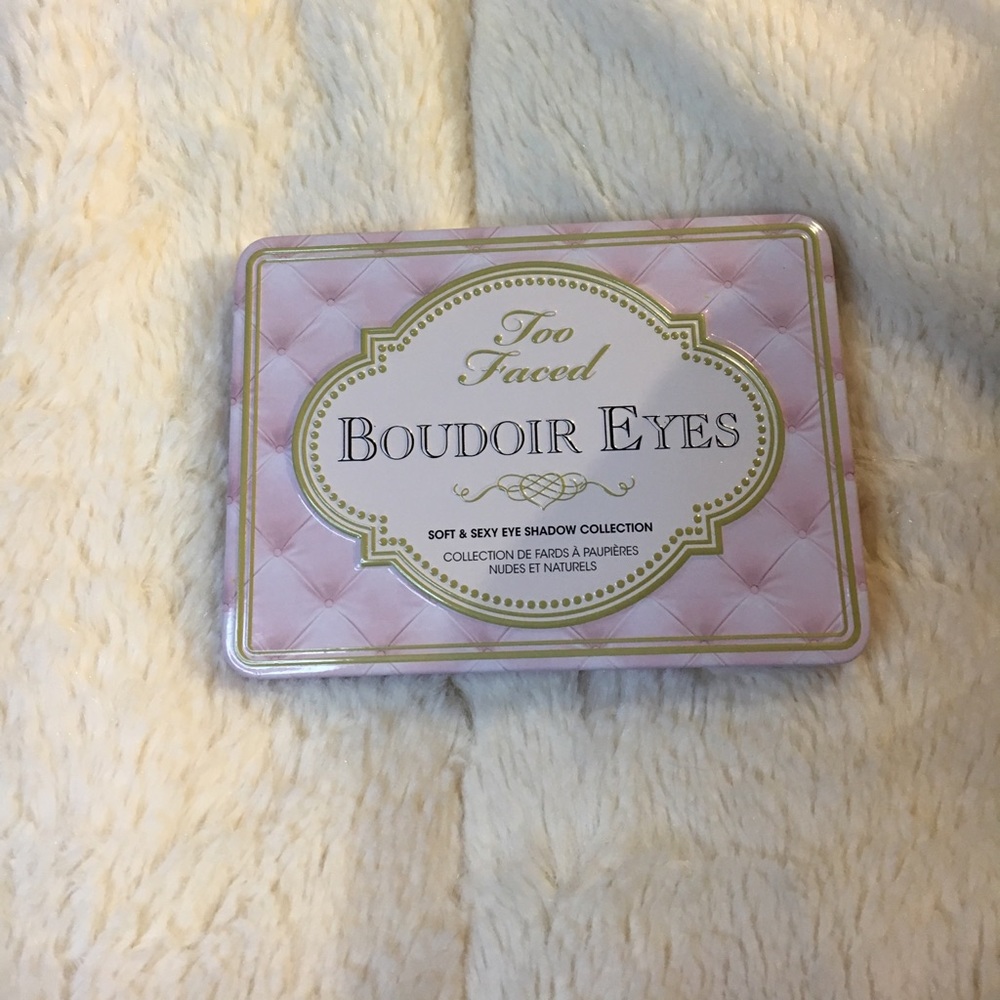 Too
Faced
BOUDOIR EYES
SOFT & SEXY EYE SHADOW COLLECTION
COLLECTION DE FARDS À PAUPIÈRES
NUDES ET NATURELS